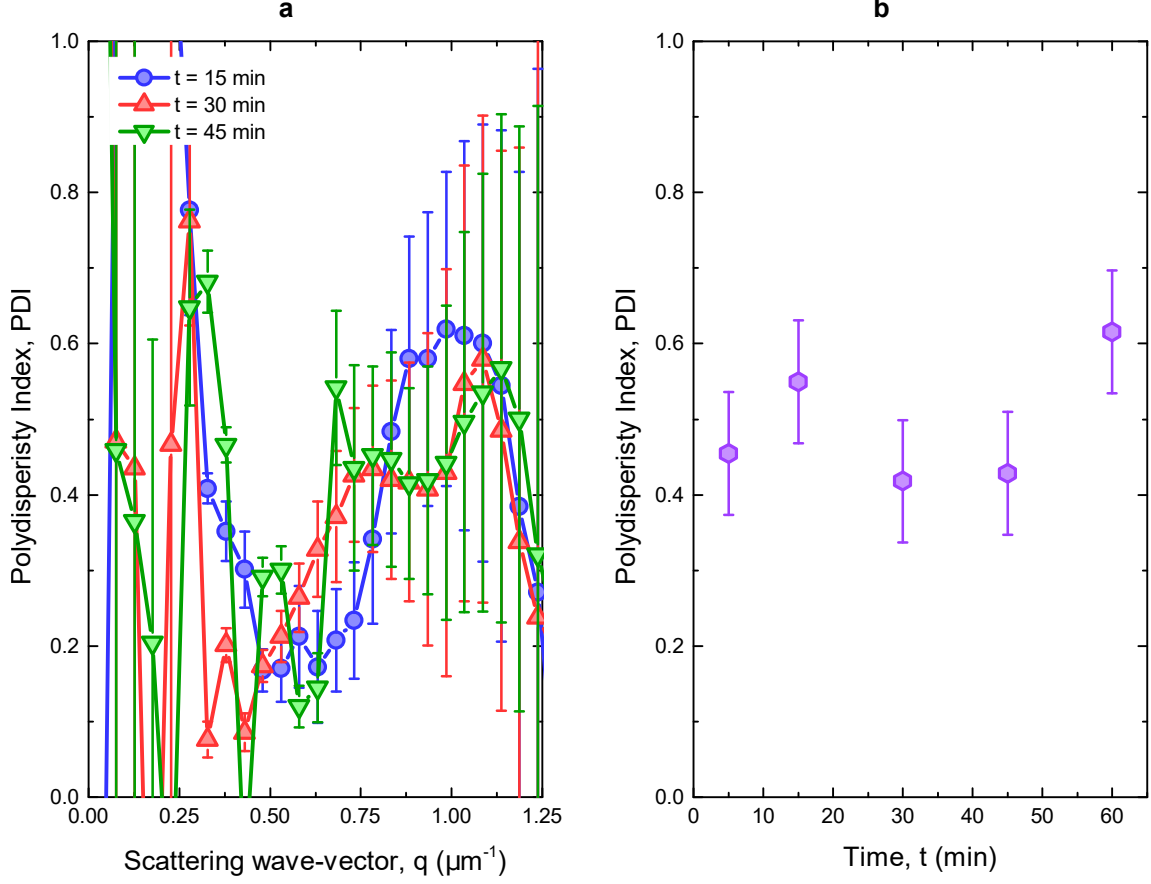 a
b
1.0
0.8
0.6
0.4
0.2
0.0
Polydisperisty Index, PDI
t = 15 min
t = 30 min
t = 45 min
0.00 0.25 0.50 0.75 1.00 1.25
Scattering wave-vector, q (μm⁻¹)
1.0
0.8
0.6
0.4
0.2
0.0
Polydisperisty Index, PDI
0 10 20 30 40 50 60
Time, t (min)